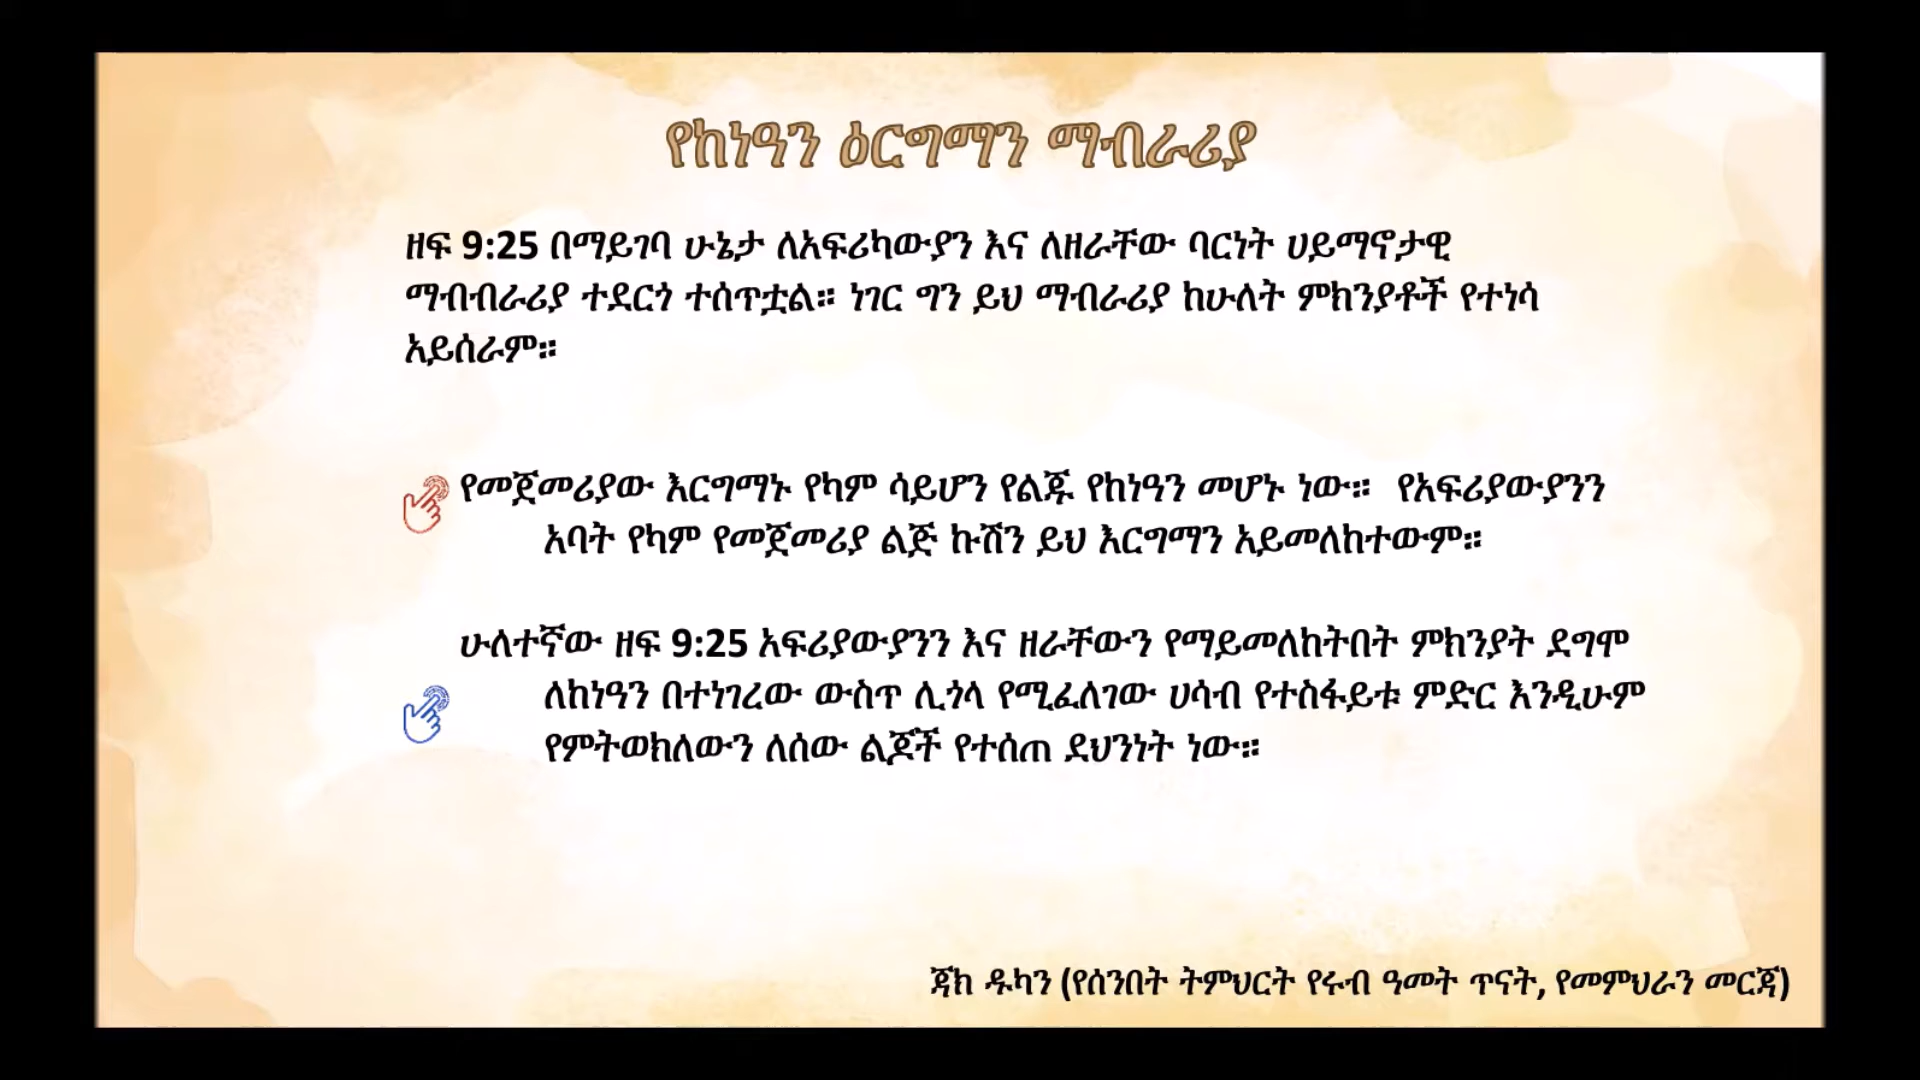 የከነዓን ዕርግማን ማብራሪያ
ዘፍ 9:25 በማይገባ ሁኔታ ለአፍሪካውያን እና ለዘራቸው ባርነት ሀይማኖታዊ
ማብብራሪያ ተደርጎ ተሰጥቷል። ነገር ግን ይህ ማብራሪያ ከሁለት ምክንያቶች የተነሳ
አይሰራም።
የመጀመሪያው እርግማኑ የካም ሳይሆን የልጁ የከነዓን መሆኑ ነው። የአፍሪያውያንን
አባት የካም የመጀመሪያ ልጅ ኩሽን ይህ እርግማን አይመለከተውም።
ሁለተኛው ዘፍ 9:25 አፍሪያውያንን እና ዘራቸውን የማይመለከትበት ምክንያት ደግሞ
ለከነዓን በተነገረው ውስጥ ሊጎላ የሚፈለገው ሀሳብ የተስፋይቱ ምድር እንዲሁም
የምትወክለውን ለሰው ልጆች የተሰጠ ደህንነት ነው።
ጃክ ዱካን (የሰንበት ትምህርት የሩብ ዓመት ጥናት, የመምህራን መርጃ)